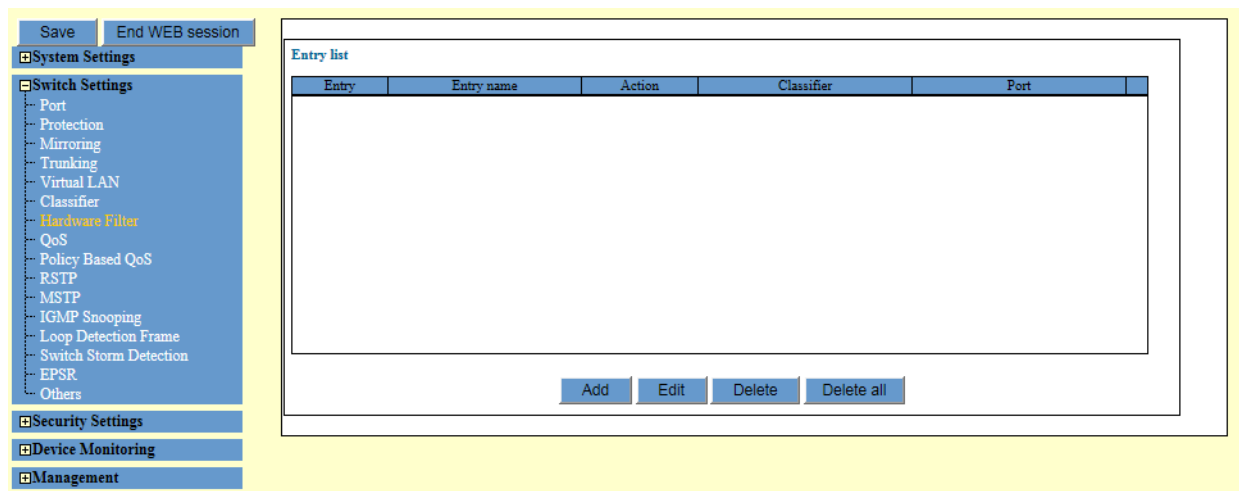 Save End WEB session
System Settings
Switch Settings
Port
Protection
Mirroring
Trunking
Virtual LAN
Classifier
Hardware Filter
QoS
Policy Based QoS
RSTP
MSTP
IGMP Snooping
Loop Detection Frame
Switch Storm Detection
EPSR
Others
Security Settings
Device Monitoring
Management
Entry list
Entry Entry name Action Classifier Port
Add Edit Delete Delete all